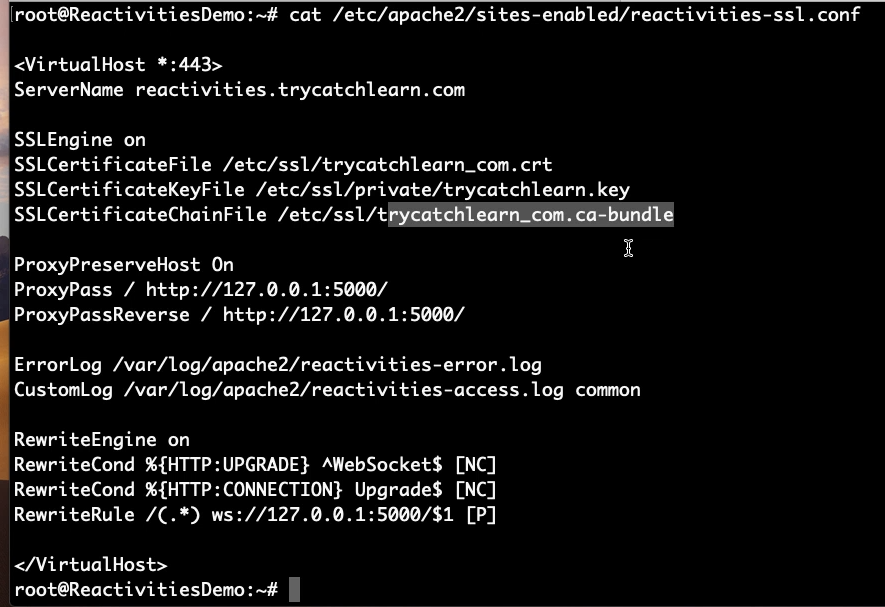 root@ReactivitiesDemo:~# cat /etc/apache2/sites-enabled/reactivities-ssl.conf
<VirtualHost *:443>
ServerName reactivities.trycatchlearn.com
SSLEngine on
SSLCertificateFile /etc/ssl/trycatchlearn_com.crt
SSLCertificateKeyFile /etc/ssl/private/trycatchlearn.key
SSLCertificateChainFile /etc/ssl/trycatchlearn_com.ca-bundle
ProxyPreserveHost On
ProxyPass / http://127.0.0.1:5000/
ProxyPassReverse / http://127.0.0.1:5000/
ErrorLog /var/log/apache2/reactivities-error.log
CustomLog /var/log/apache2/reactivities-access.log common
RewriteEngine on
RewriteCond %{HTTP:UPGRADE} ^WebSocket$ [NC]
RewriteCond %{HTTP:CONNECTION} Upgrade$ [NC]
RewriteRule /(.*) ws://127.0.0.1:5000/$1 [P]
</VirtualHost>
root@ReactivitiesDemo:~#